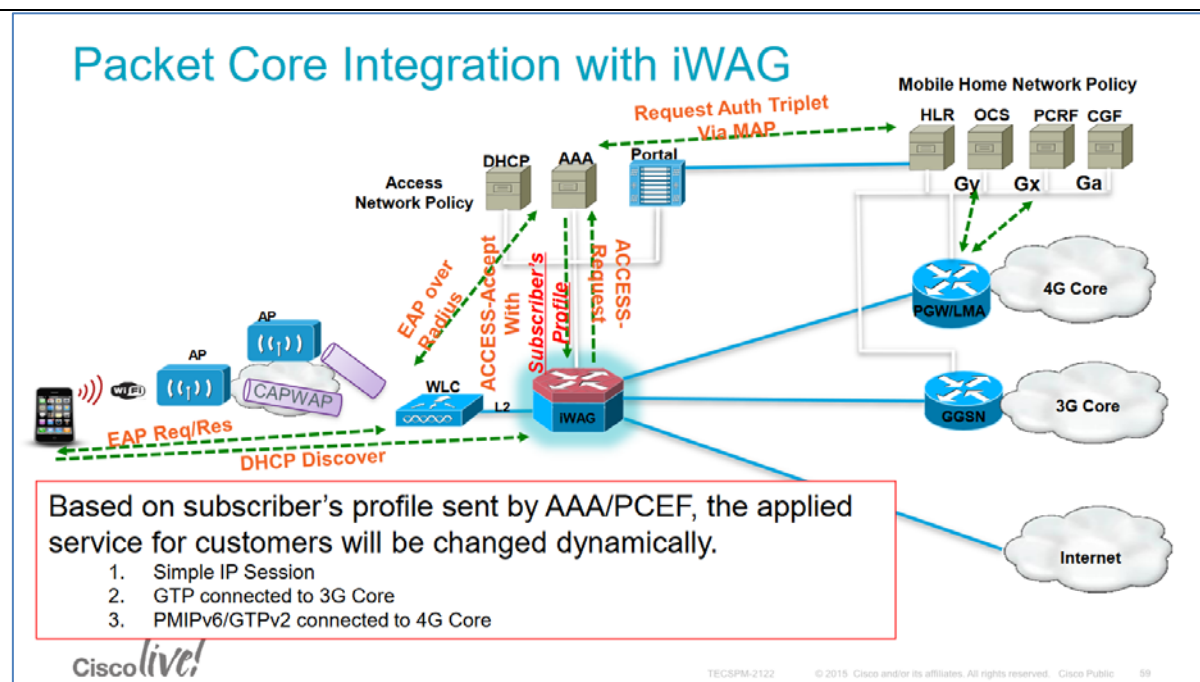 Packet Core Integration with iWAG
Mobile Home Network Policy
Request Auth Triplet
Via MAP
HLR OCS PCRF CGF
DHCP AAA Portal
Access
Network Policy
Gy Gx Ga
EAP over
Radius
ACCESS-Accept
With
Subscriber's
Profile
ACCESS-
Request
4G Core
PGW/LMA
AP
AP
WiFi
CAPWAP
WLC
L2
iWAG
GGSN
3G Core
EAP Req/Res
DHCP Discover
Based on subscriber's profile sent by AAA/PCEF, the applied
service for customers will be changed dynamically.
1. Simple IP Session
2. GTP connected to 3G Core
3. PMIPv6/GTPv2 connected to 4G Core
Internet
Cisco live!
TECSPM-2122 © 2015 Cisco and/or its affiliates. All rights reserved. Cisco Public 59